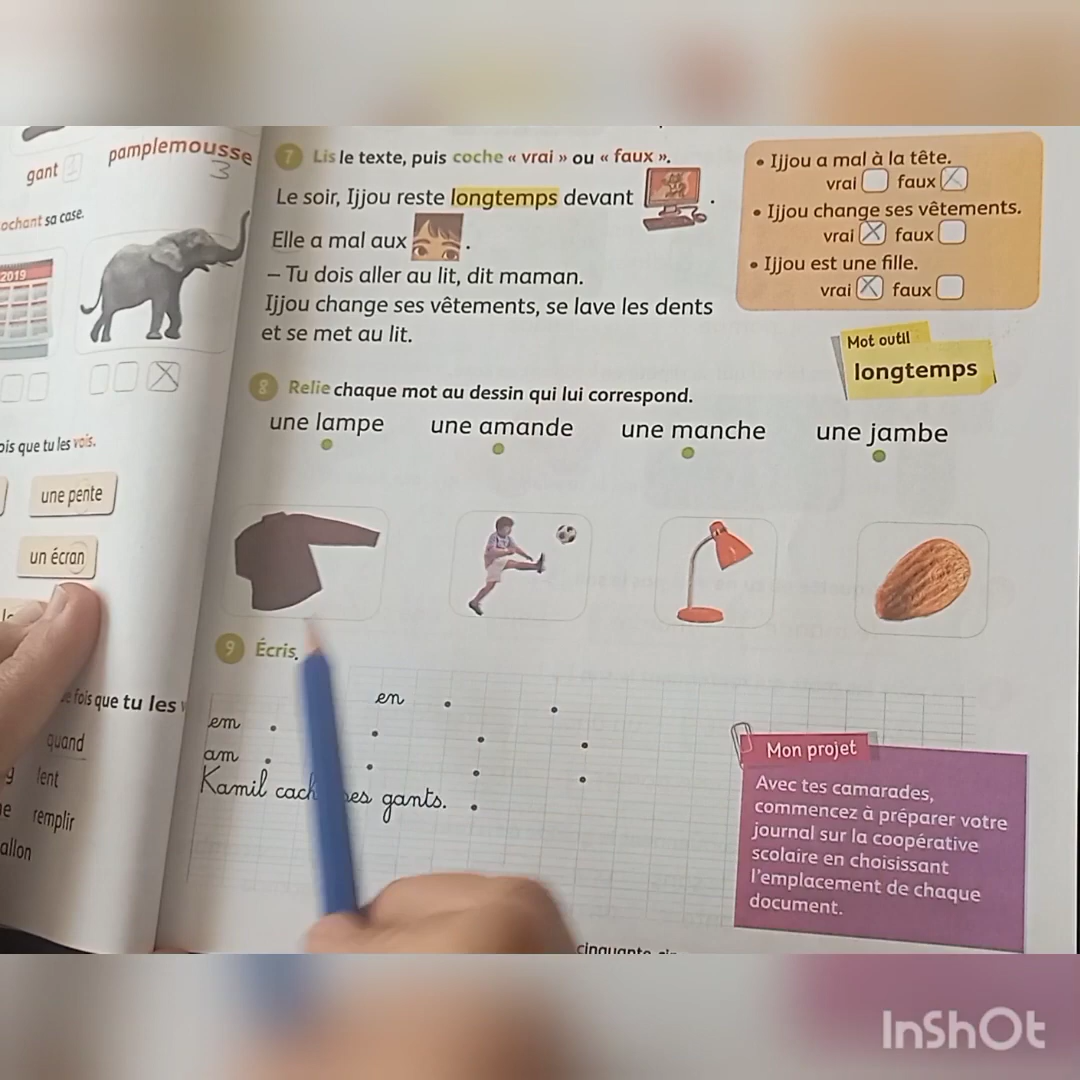 gant 1
pamplemousse
3
ochant sa case.
2019
ois que tu les vois.
une pente
un écran
fois que tu les
quand
lent
remplir
allon
7 Lis le texte, puis coche « vrai » ou « faux ».
Le soir, Ijjou reste longtemps devant .
Elle a mal aux .
– Tu dois aller au lit, dit maman.
Ijjou change ses vêtements, se lave les dents
et se met au lit.
• Ijjou a mal à la tête.
vrai faux
• Ijjou change ses vêtements.
vrai faux
• Ijjou est une fille.
vrai faux
Mot outil
longtemps
8 Relie chaque mot au dessin qui lui correspond.
une lampe une amande une manche une jambe
9 Écris.
en
em
am
Kamil cach ses gants.
Mon projet
Avec tes camarades,
commencez à préparer votre
journal sur la coopérative
scolaire en choisissant
l'emplacement de chaque
document.
cinquante
InShOt